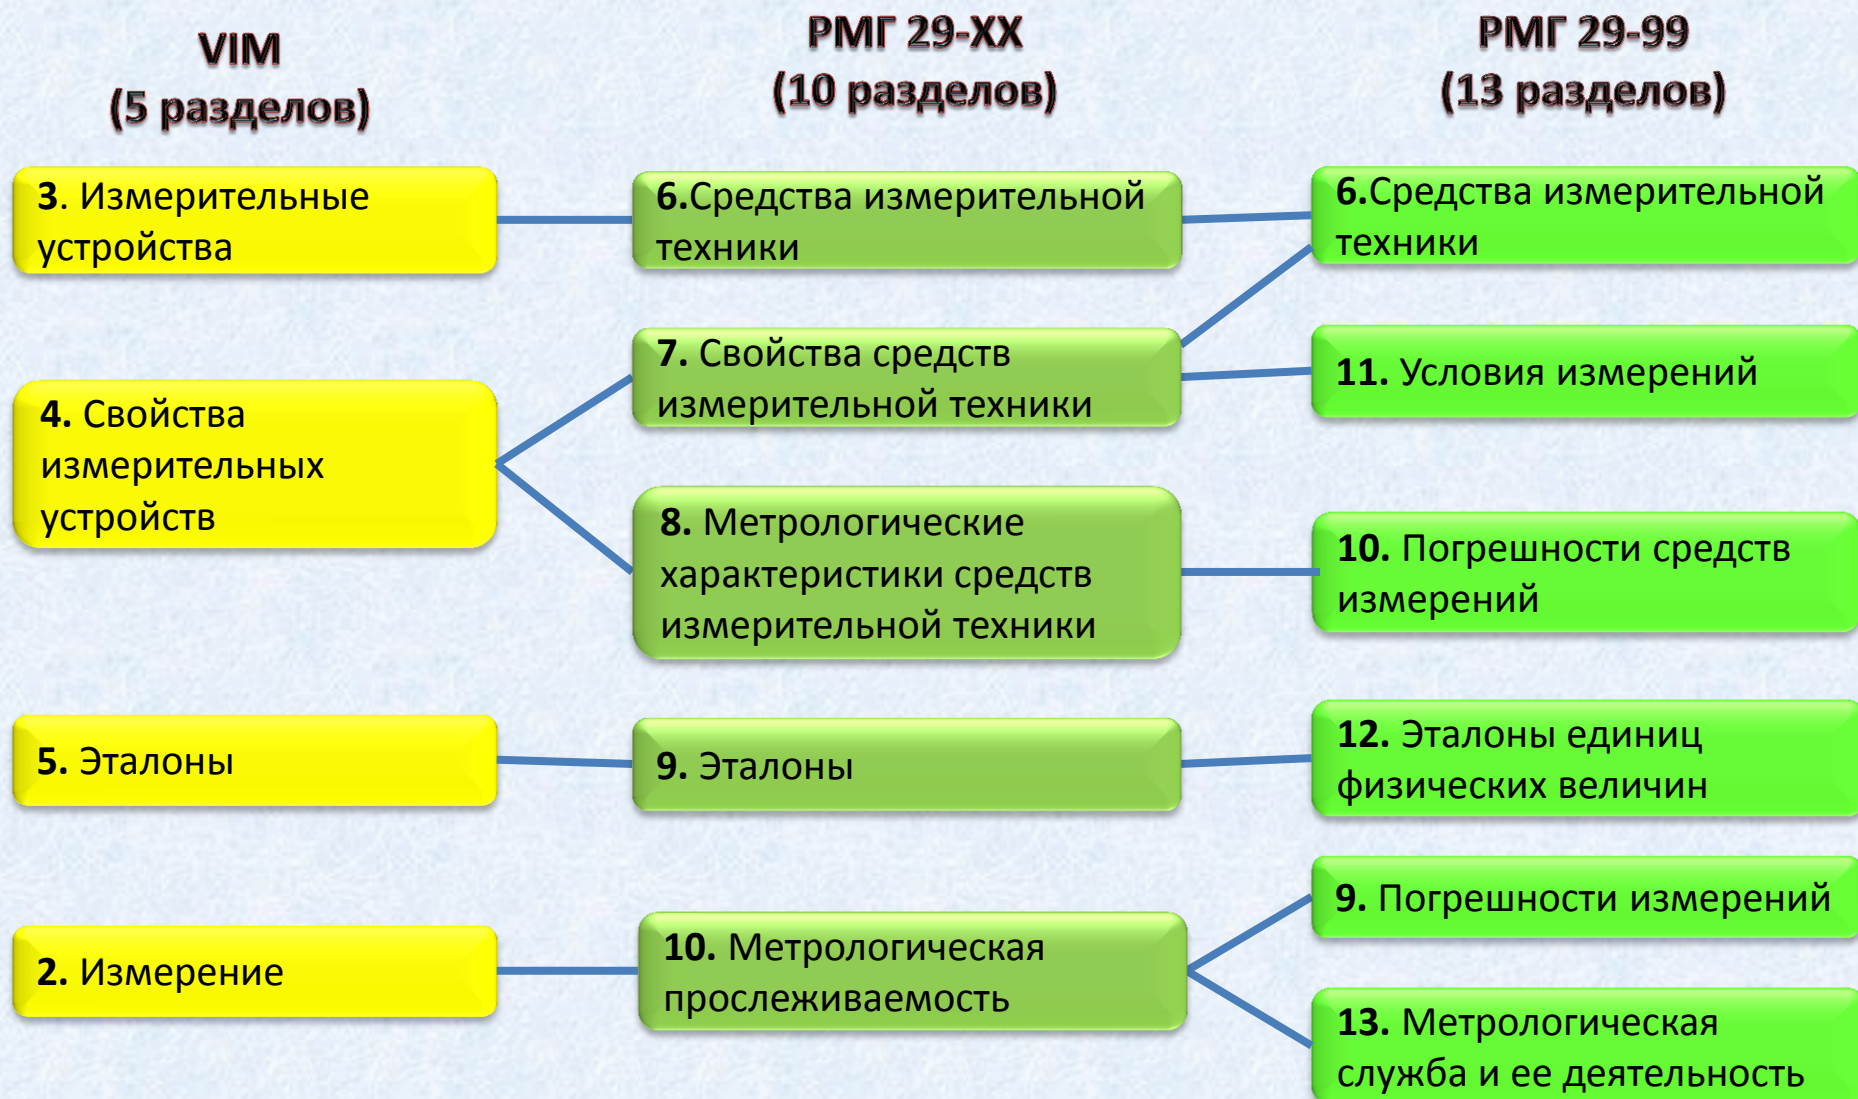 VIM
(5 разделов)
РМГ 29-XX
(10 разделов)
РМГ 29-99
(13 разделов)
3. Измерительные
устройства
4. Свойства
измерительных
устройств
5. Эталоны
2. Измерение
6.Средства измерительной
техники
7. Свойства средств
измерительной техники
8. Метрологические
характеристики средств
измерительной техники
9. Эталоны
10. Метрологическая
прослеживаемость
6.Средства измерительной
техники
11. Условия измерений
10. Погрешности средств
измерений
12. Эталоны единиц
физических величин
9. Погрешности измерений
13. Метрологическая
служба и ее деятельность